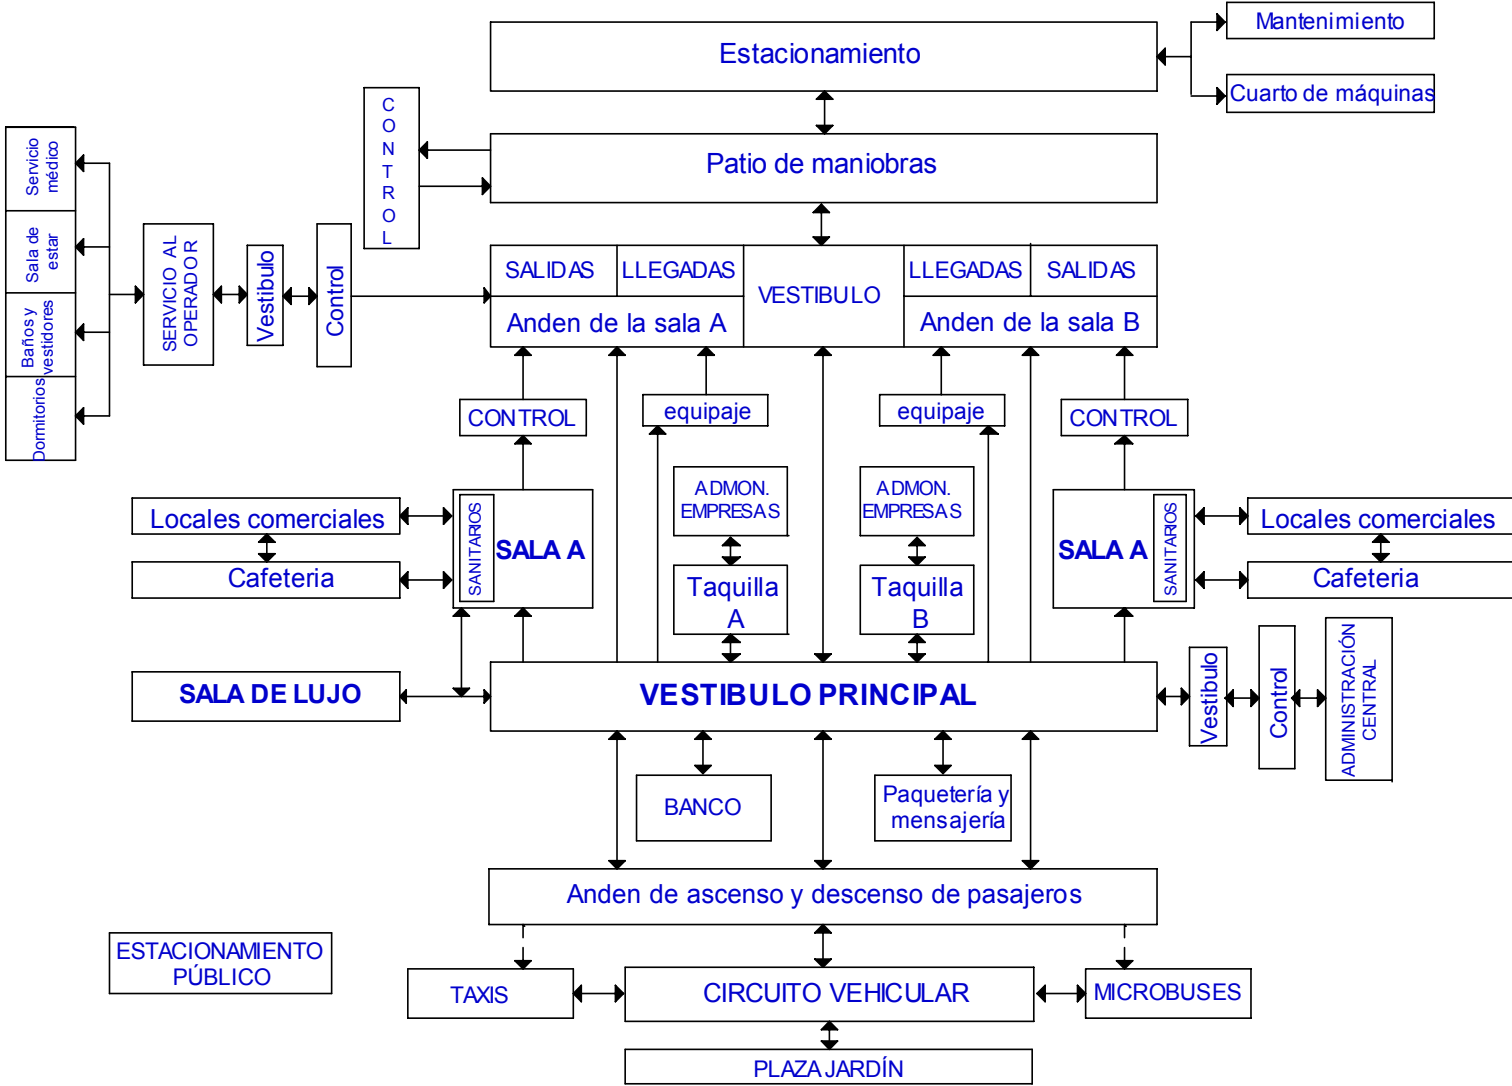 Mantenimiento
Estacionamiento
Cuarto de máquinas
CONTROL
Patio de maniobras
Servicio
médico
Sala de
estar
Baños y
vestidores
Dormitorios
SERVICIO AL
OPERADOR
Vestibulo
Control
SALIDAS
LLEGADAS
VESTIBULO
LLEGADAS
SALIDAS
Anden de la sala A
Anden de la sala B
CONTROL
equipaje
equipaje
CONTROL
ADMON.
EMPRESAS
ADMON.
EMPRESAS
Locales comerciales
Cafeteria
SANITARIOS
SALA A
Taquilla
A
Taquilla
B
SALA A
SANITARIOS
Locales comerciales
Cafeteria
SALA DE LUJO
VESTIBULO PRINCIPAL
Vestibulo
Control
ADMINISTRACIÓN
CENTRAL
BANCO
Paquetería y
mensajería
Anden de ascenso y descenso de pasajeros
ESTACIONAMIENTO
PÚBLICO
TAXIS
CIRCUITO VEHICULAR
MICROBUSES
PLAZA JARDÍN